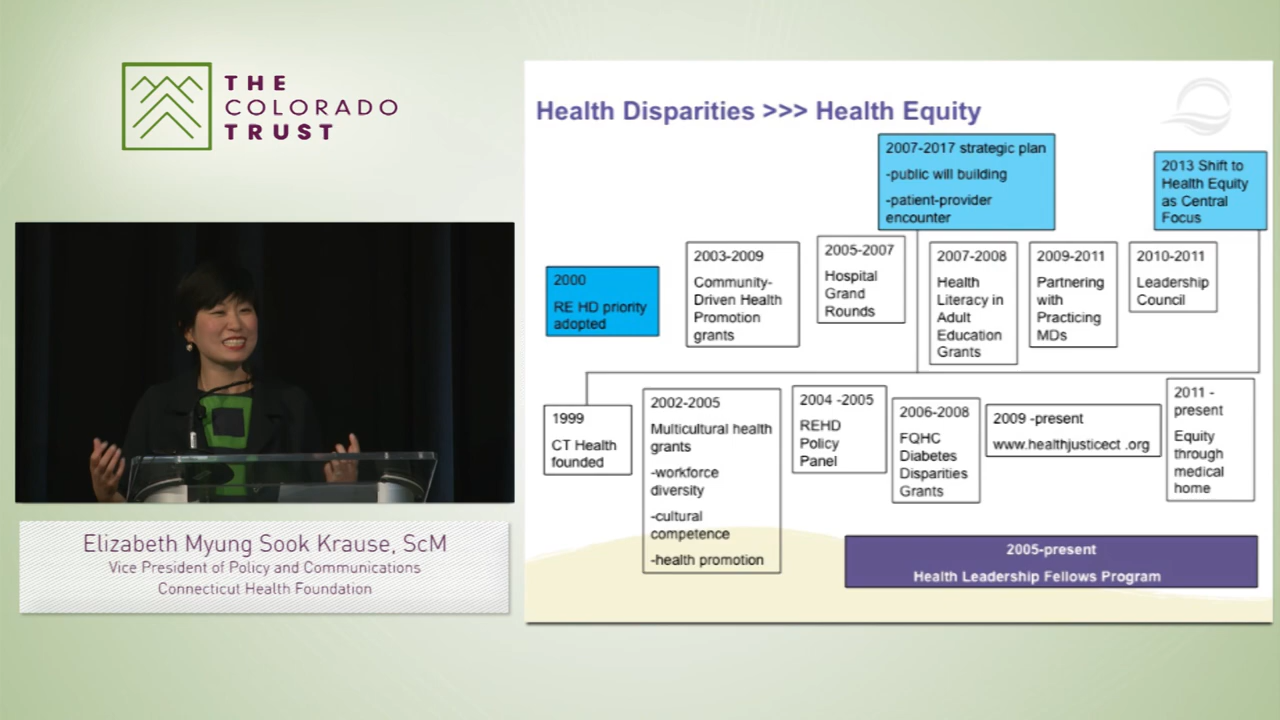 THE
COLORADO
TRUST
Elizabeth Myung Sook Krause, ScM
Vice President of Policy and Communications
Connecticut Health Foundation
Health Disparities >>> Health Equity
2007-2017 strategic plan
-public will building
-patient-provider
encounter
2013 Shift to
Health Equity
as Central
Focus
2000
RE HD priority
adopted
2003-2009
Community-
Driven Health
Promotion
grants
2005-2007
Hospital
Grand
Rounds
2007-2008
Health
Literacy in
Adult
Education
Grants
2009-2011
Partnering
with
Practicing
MDs
2010-2011
Leadership
Council
1999
CT Health
founded
2002-2005
Multicultural health
grants
-workforce
diversity
-cultural
competence
-health promotion
2004 -2005
REHD
Policy
Panel
2006-2008
FQHC
Diabetes
Disparities
Grants
2009 -present
www.healthjusticect .org
2011 -
present
Equity
through
medical
home
2005-present
Health Leadership Fellows Program